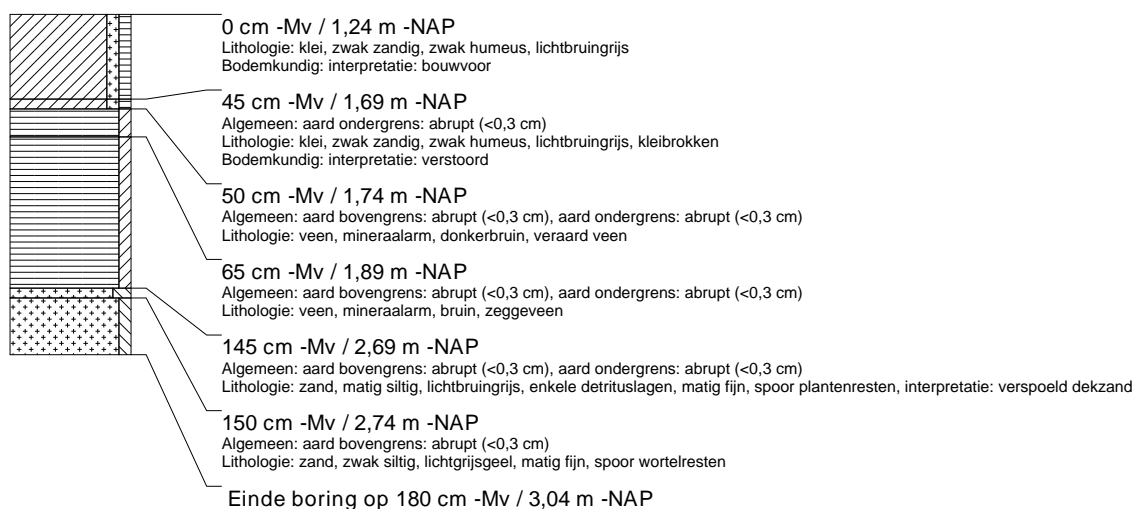 0 cm -Mv / 1,24 m -NAP
Lithologie: klei, zwak zandig, zwak humeus, lichtbruingrijs
Bodemkundig: interpretatie: bouwvoor
45 cm -Mv / 1,69 m -NAP
Algemeen: aard ondergrens: abrupt (<0,3 cm)
Lithologie: klei, zwak zandig, zwak humeus, lichtbruingrijs, kleibrokken
Bodemkundig: interpretatie: verstoord
50 cm -Mv / 1,74 m -NAP
Algemeen: aard bovengrens: abrupt (<0,3 cm), aard ondergrens: abrupt (<0,3 cm)
Lithologie: veen, mineraalarm, donkerbruin, veraard veen
65 cm -Mv / 1,89 m -NAP
Algemeen: aard bovengrens: abrupt (<0,3 cm), aard ondergrens: abrupt (<0,3 cm)
Lithologie: veen, mineraalarm, bruin, zeggeveen
145 cm -Mv / 2,69 m -NAP
Algemeen: aard bovengrens: abrupt (<0,3 cm), aard ondergrens: abrupt (<0,3 cm)
Lithologie: zand, matig siltig, lichtbruingrijs, enkele detrituslagen, matig fijn, spoor plantenresten, interpretatie: verspoeld dekzand
150 cm -Mv / 2,74 m -NAP
Algemeen: aard bovengrens: abrupt (<0,3 cm)
Lithologie: zand, zwak siltig, lichtgrijsgeel, matig fijn, spoor wortelresten
Einde boring op 180 cm -Mv / 3,04 m -NAP